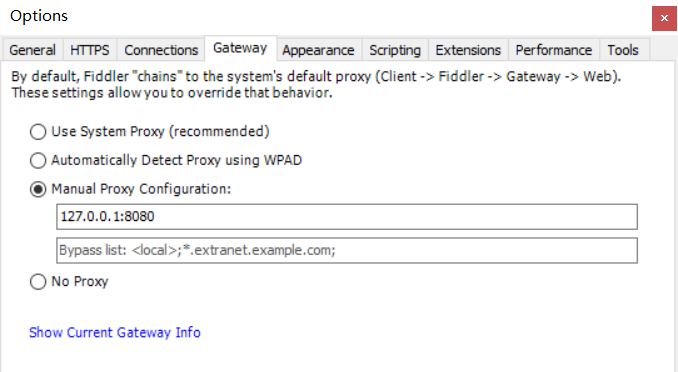 Options
General HTTPS Connections Gateway Appearance Scripting Extensions Performance Tools
By default, Fiddler "chains" to the system's default proxy (Client -> Fiddler -> Gateway -> Web).
These settings allow you to override that behavior.
Use System Proxy (recommended)
Automatically Detect Proxy using WPAD
Manual Proxy Configuration:
127.0.0.1:8080
Bypass list: <local>;*.extranet.example.com;
No Proxy
Show Current Gateway Info